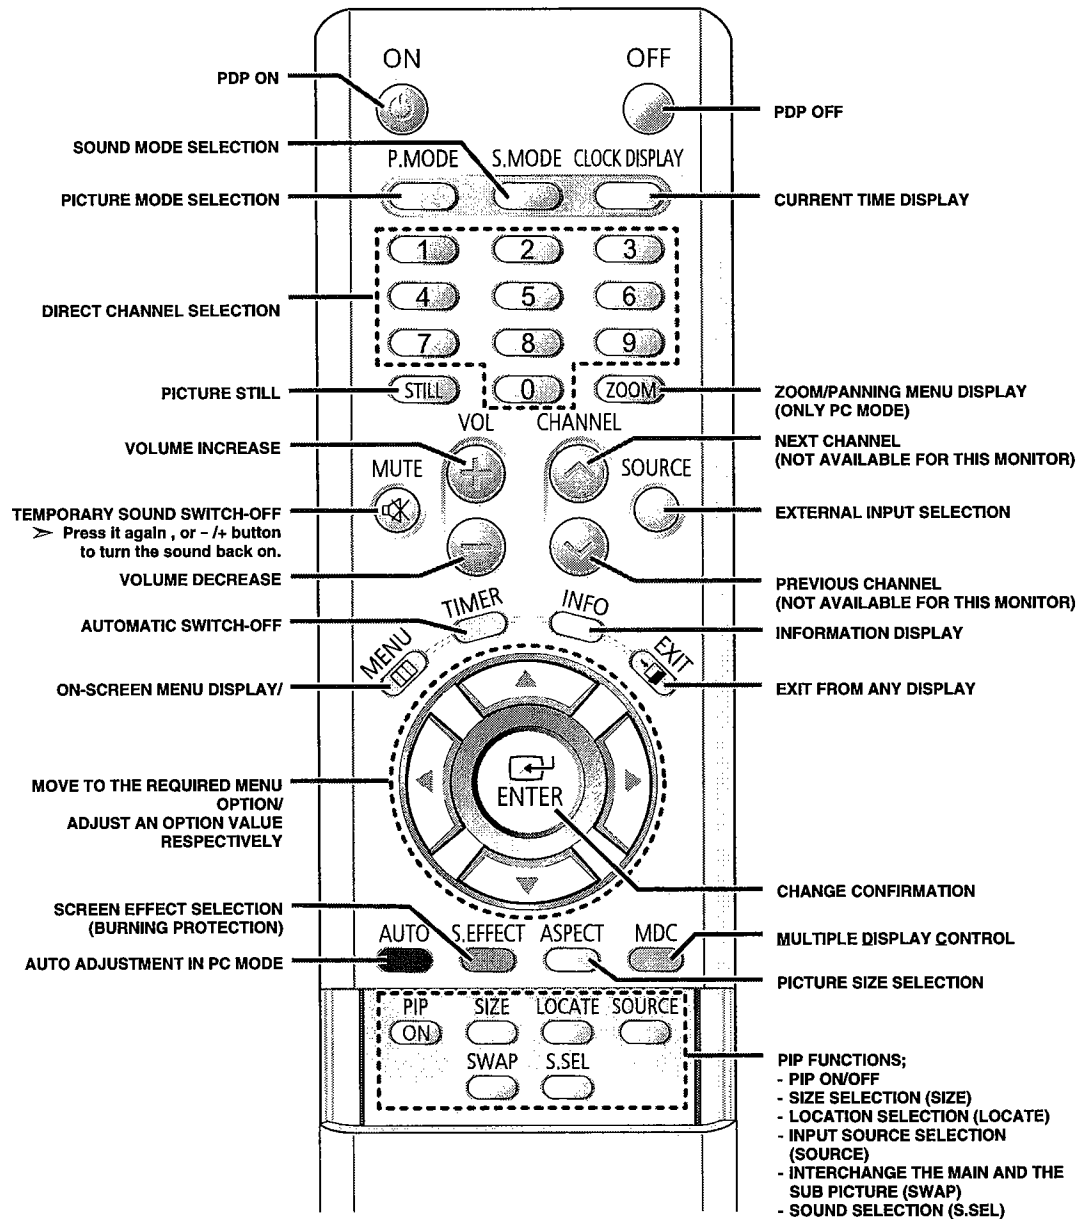 ON
OFF
PDP ON
PDP OFF
SOUND MODE SELECTION
P.MODE
S.MODE
CLOCK DISPLAY
PICTURE MODE SELECTION
CURRENT TIME DISPLAY
1
2
3
DIRECT CHANNEL SELECTION
4
5
6
7
8
9
PICTURE STILL
STILL
0
ZOOM
ZOOM/PANNING MENU DISPLAY
(ONLY PC MODE)
VOL
CHANNEL
VOLUME INCREASE
NEXT CHANNEL
(NOT AVAILABLE FOR THIS MONITOR)
MUTE
SOURCE
TEMPORARY SOUND SWITCH-OFF
➣ Press it again , or – /+ button
to turn the sound back on.
EXTERNAL INPUT SELECTION
VOLUME DECREASE
PREVIOUS CHANNEL
(NOT AVAILABLE FOR THIS MONITOR)
TIMER
INFO
AUTOMATIC SWITCH-OFF
INFORMATION DISPLAY
MENU
EXIT
ON-SCREEN MENU DISPLAY/
EXIT FROM ANY DISPLAY
MOVE TO THE REQUIRED MENU
OPTION/
ADJUST AN OPTION VALUE
RESPECTIVELY
ENTER
CHANGE CONFIRMATION
SCREEN EFFECT SELECTION
(BURNING PROTECTION)
AUTO
S.EFFECT
ASPECT
MDC
MULTIPLE DISPLAY CONTROL
AUTO ADJUSTMENT IN PC MODE
PICTURE SIZE SELECTION
PIP
SIZE
LOCATE
SOURCE
ON
SWAP
S.SEL
PIP FUNCTIONS;
- PIP ON/OFF
- SIZE SELECTION (SIZE)
- LOCATION SELECTION (LOCATE)
- INPUT SOURCE SELECTION
(SOURCE)
- INTERCHANGE THE MAIN AND THE
SUB PICTURE (SWAP)
- SOUND SELECTION (S.SEL)